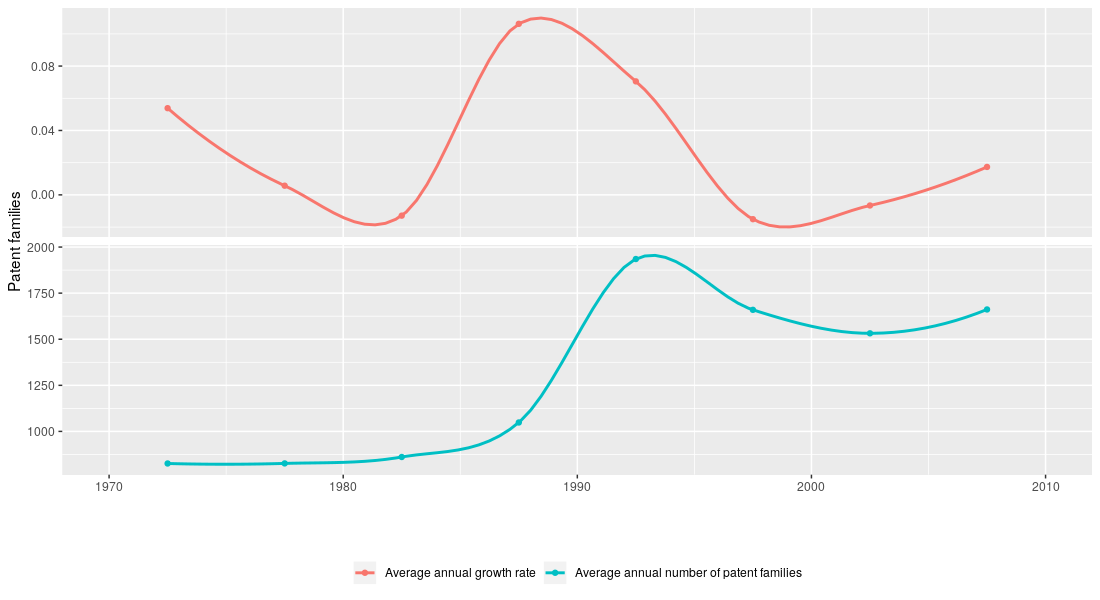 Patent families
0.08
0.04
0.00
2000
1750
1500
1250
1000
1970 1980 1990 2000 2010
Average annual growth rate Average annual number of patent families